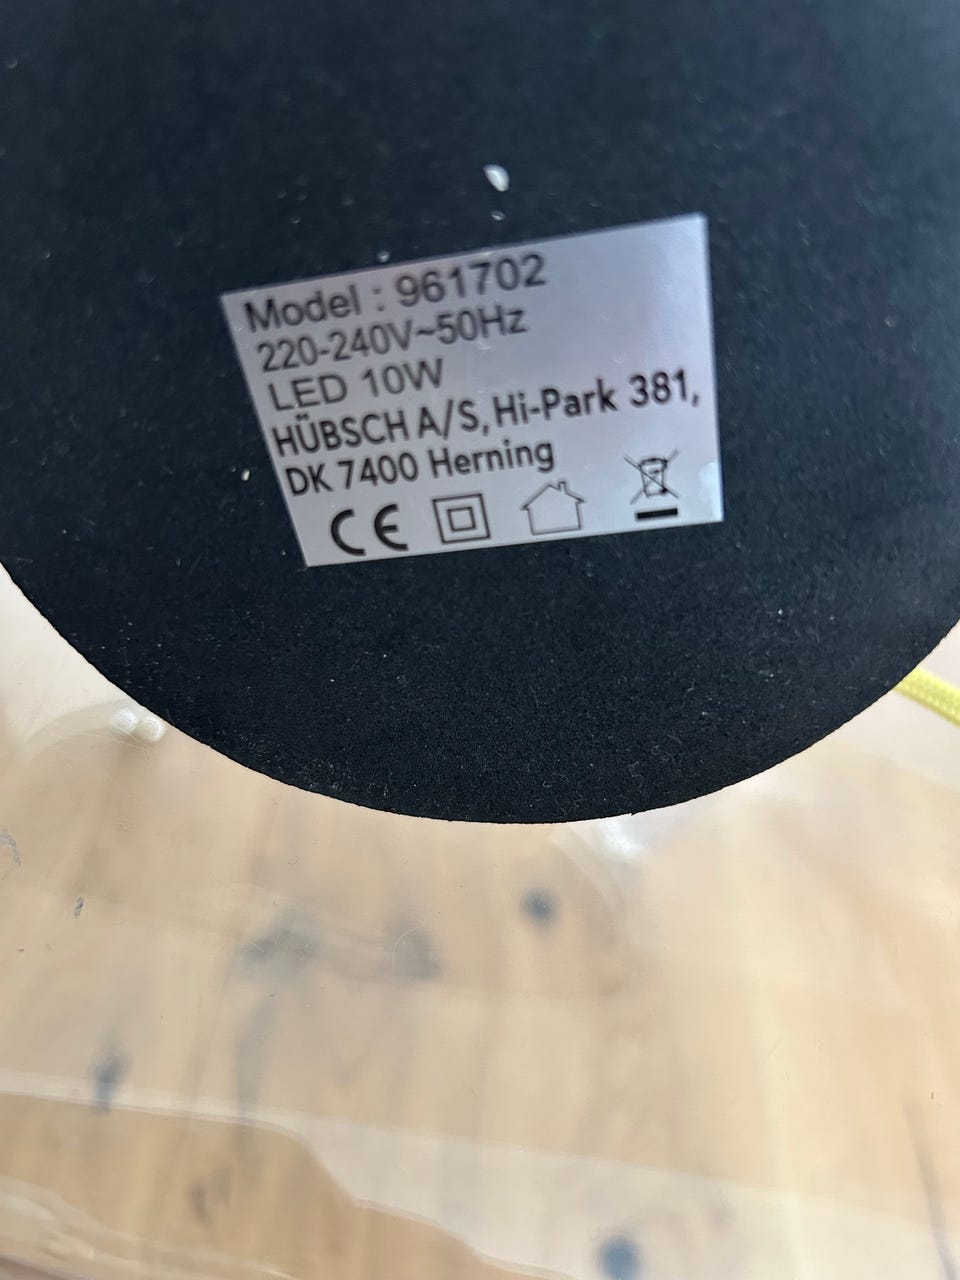 Model : 961702
220-240V~50Hz
LED 10W
HÜBSCH A/S, Hi-Park 381,
DK 7400 Herning
CE